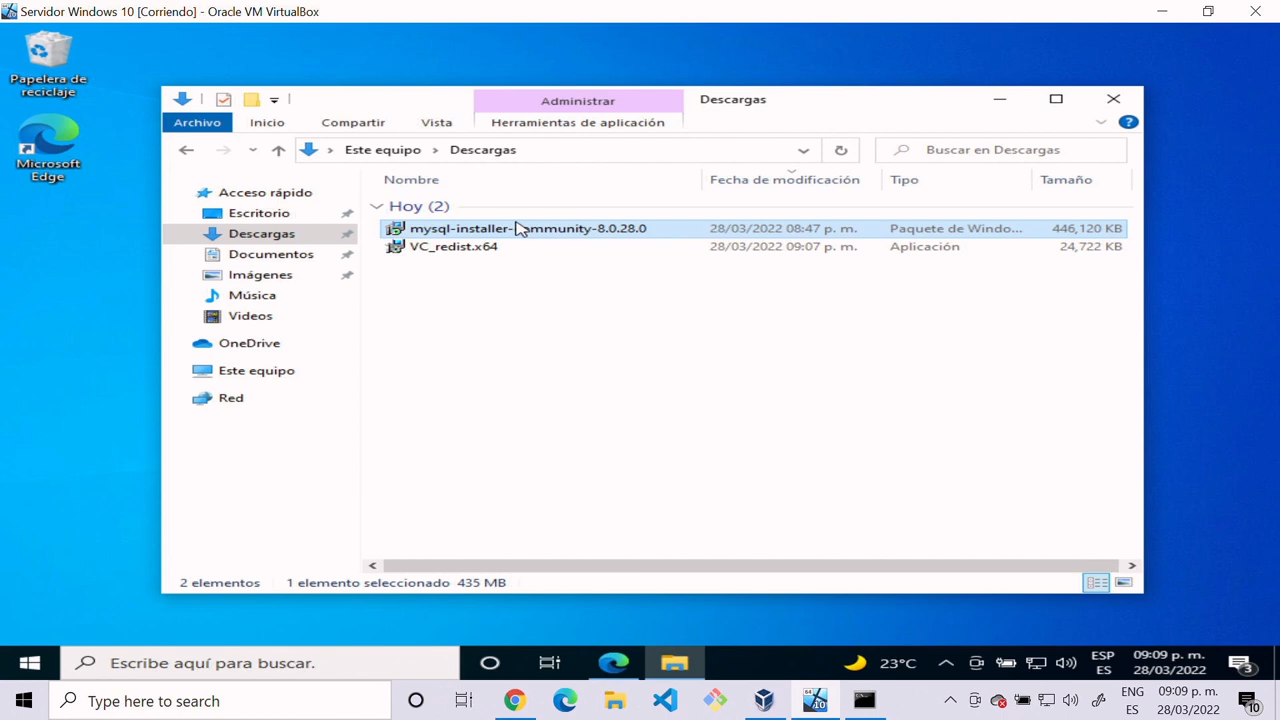 Servidor Windows 10 [Corriendo] - Oracle VM VirtualBox
Papelera de
reciclaje
Microsoft
Edge
Administrar
Descargas
Archivo
Inicio
Compartir
Vista
Herramientas de aplicación
Este equipo > Descargas
Buscar en Descargas
Nombre
Fecha de modificación
Tipo
Tamaño
Hoy (2)
mysql-installer-community-8.0.28.0 28/03/2022 08:47 p. m. Paquete de Windo... 446,120 KB
VC_redist.x64 28/03/2022 09:07 p. m. Aplicación 24,722 KB
Acceso rápido
Escritorio
Descargas
Documentos
Imágenes
Música
Videos
OneDrive
Este equipo
Red
2 elementos 1 elemento seleccionado 435 MB
Escribe aquí para buscar.
23°C
ESP
ES
09:09 p. m.
28/03/2022
3
Type here to search
ENG
ES
09:09 p. m.
28/03/2022
10